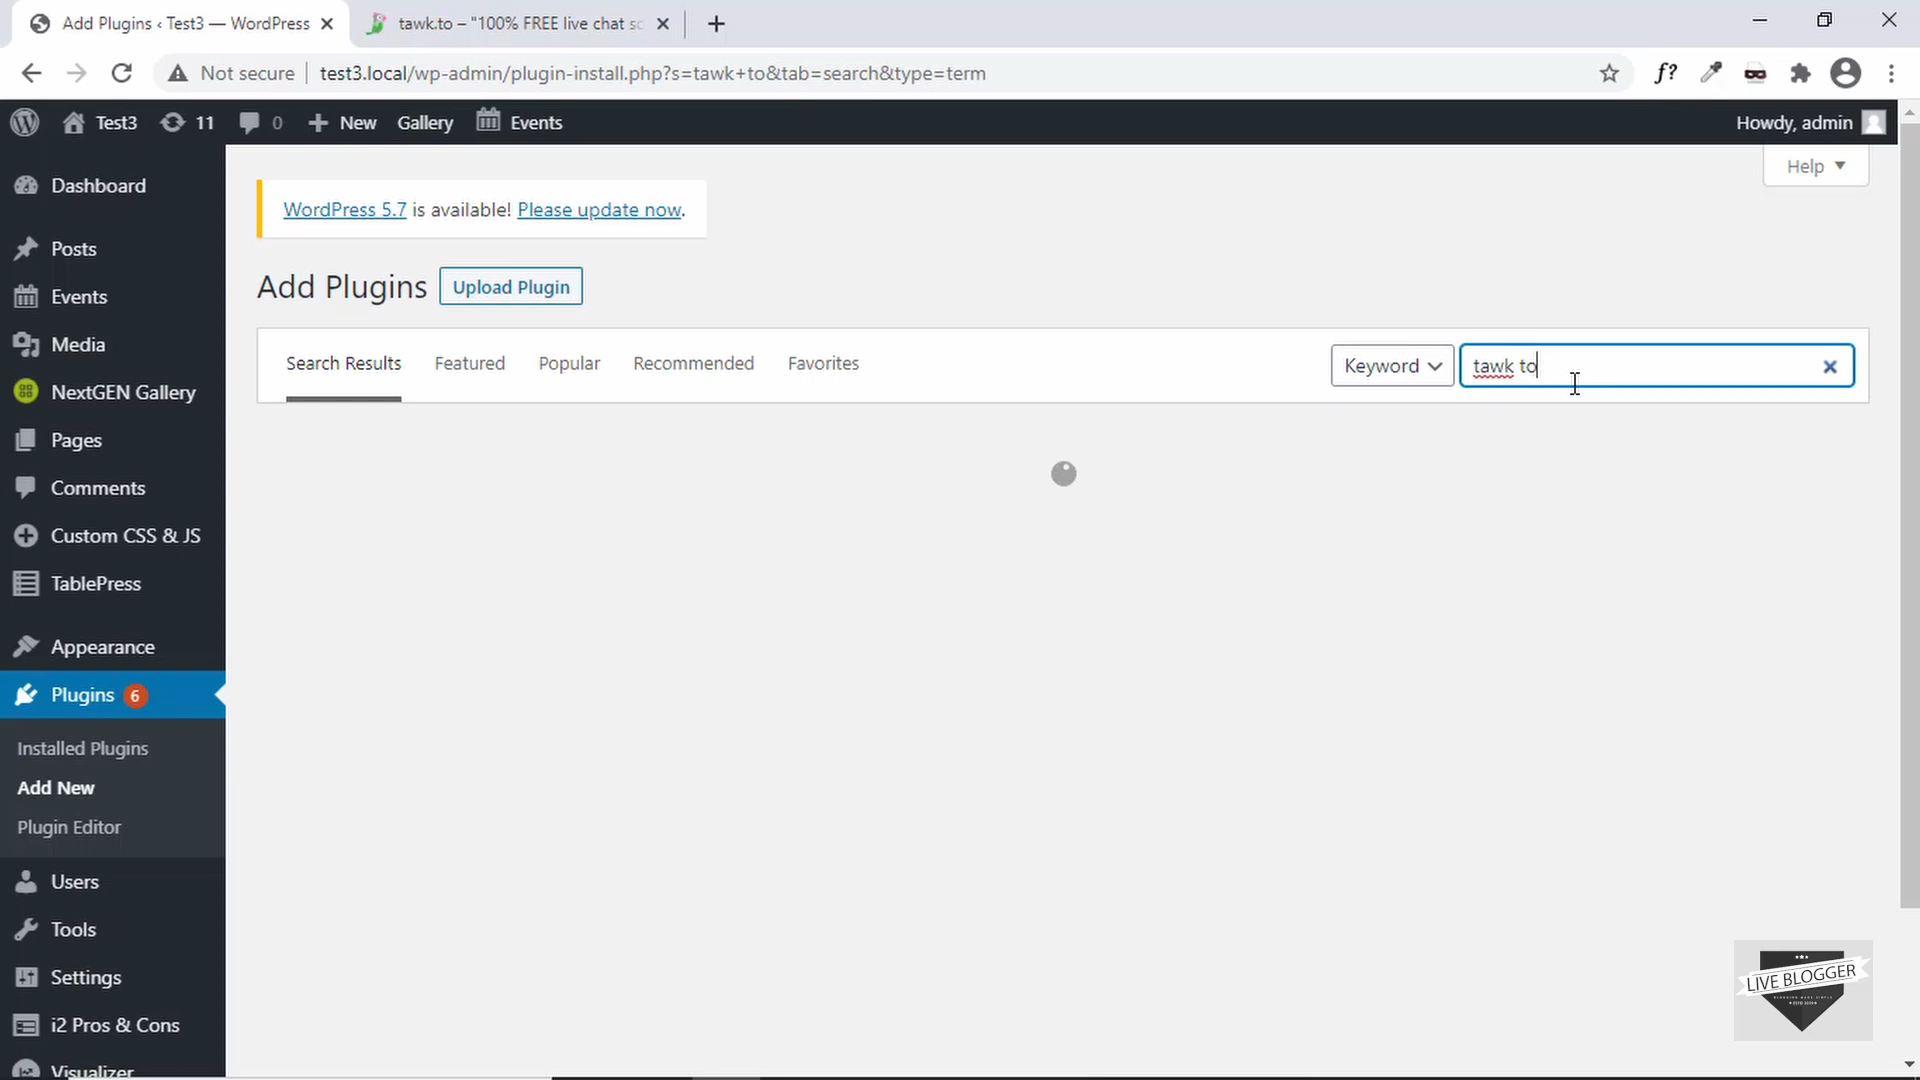 Add Plugins ‹ Test3 — WordPress
tawk.to – "100% FREE live chat sc
Not secure
test3.local/wp-admin/plugin-install.php?s=tawk+to&tab=search&type=term
f?
Test3
11
0
New
Gallery
Events
Howdy, admin
Help
Dashboard
Posts
Events
Media
NextGEN Gallery
Pages
Comments
Custom CSS & JS
TablePress
Appearance
Plugins 6
Installed Plugins
Add New
Plugin Editor
Users
Tools
Settings
i2 Pros & Cons
Visualizer
WordPress 5.7 is available! Please update now.
Add Plugins
Upload Plugin
Search Results
Featured
Popular
Recommended
Favorites
Keyword
tawk to
LIVE BLOGGER